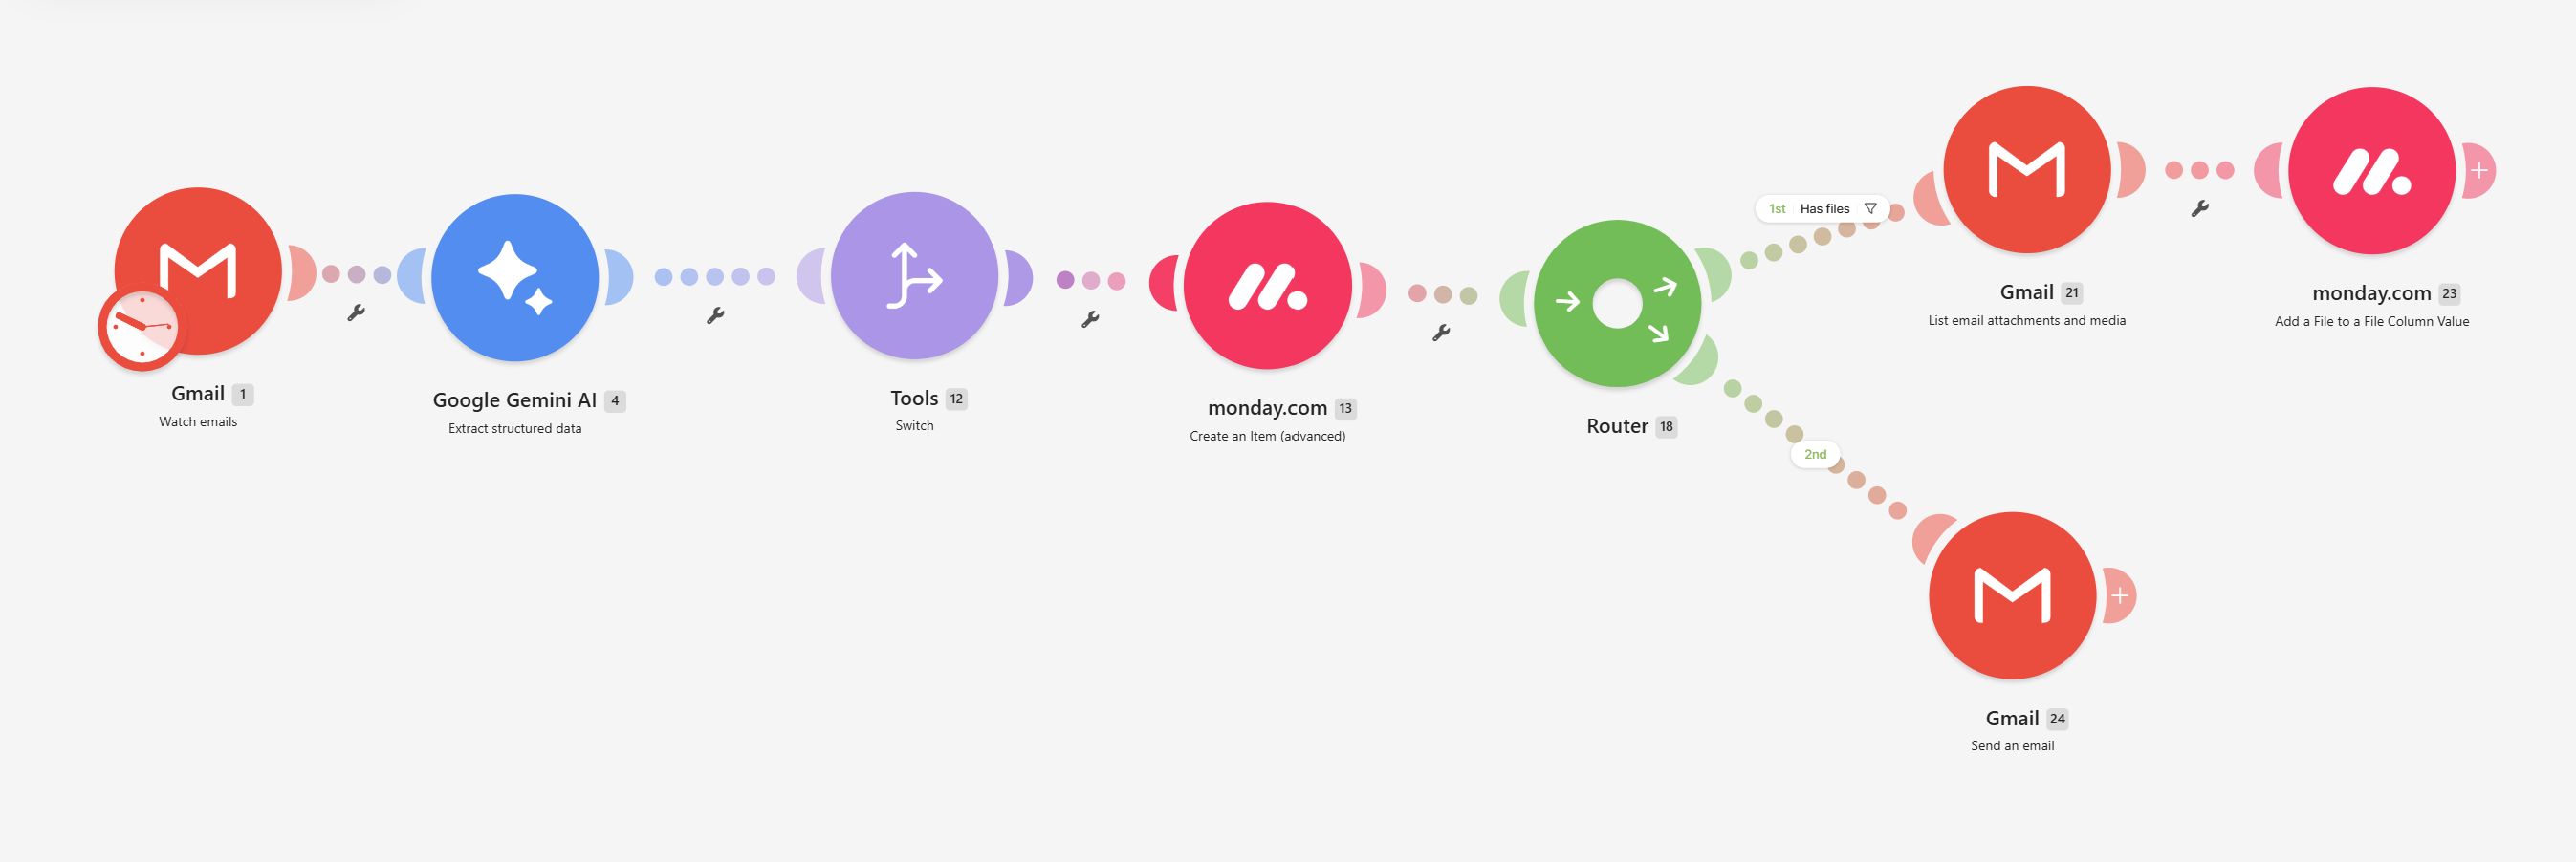 Gmail 1
Watch emails
Google Gemini AI 4
Extract structured data
Tools 12
Switch
monday.com 13
Create an Item (advanced)
Router 18
1st Has files
Gmail 21
List email attachments and media
monday.com 23
Add a File to a File Column Value
2nd
Gmail 24
Send an email